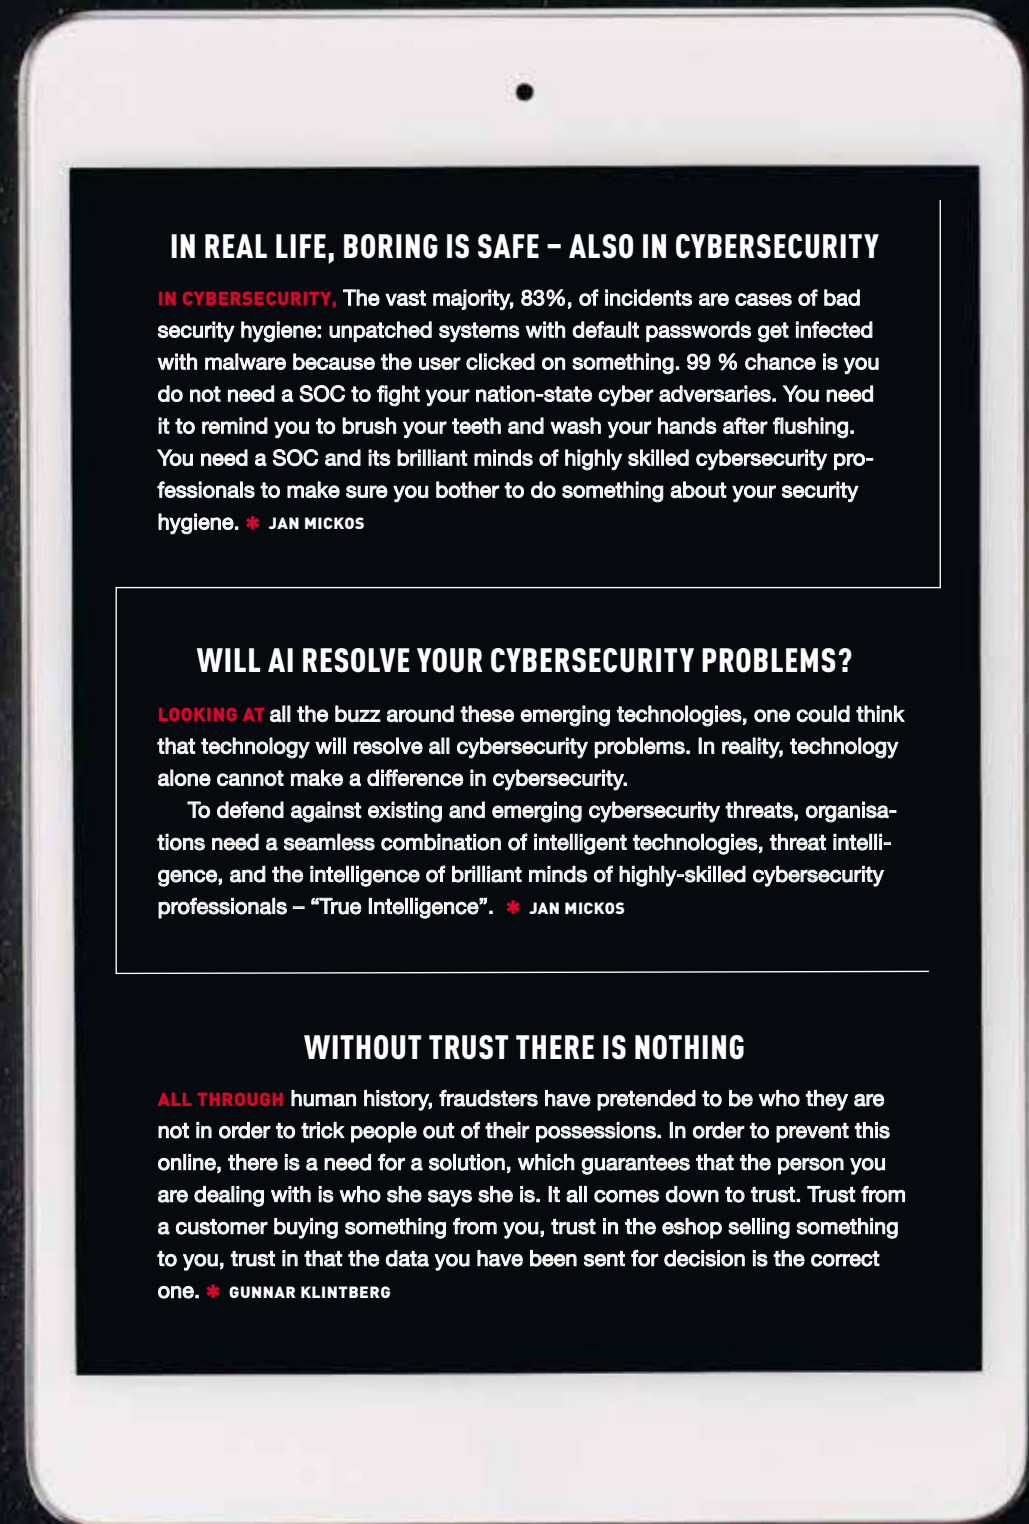 IN REAL LIFE, BORING IS SAFE – ALSO IN CYBERSECURITY
IN CYBERSECURITY, The vast majority, 83%, of incidents are cases of bad
security hygiene: unpatched systems with default passwords get infected
with malware because the user clicked on something. 99 % chance is you
do not need a SOC to fight your nation-state cyber adversaries. You need
it to remind you to brush your teeth and wash your hands after flushing.
You need a SOC and its brilliant minds of highly skilled cybersecurity pro-
fessionals to make sure you bother to do something about your security
hygiene. ✱ JAN MICKOS
WILL AI RESOLVE YOUR CYBERSECURITY PROBLEMS?
LOOKING AT all the buzz around these emerging technologies, one could think
that technology will resolve all cybersecurity problems. In reality, technology
alone cannot make a difference in cybersecurity.
To defend against existing and emerging cybersecurity threats, organisa-
tions need a seamless combination of intelligent technologies, threat intelli-
gence, and the intelligence of brilliant minds of highly-skilled cybersecurity
professionals – “True Intelligence”. ✱ JAN MICKOS
WITHOUT TRUST THERE IS NOTHING
ALL THROUGH human history, fraudsters have pretended to be who they are
not in order to trick people out of their possessions. In order to prevent this
online, there is a need for a solution, which guarantees that the person you
are dealing with is who she says she is. It all comes down to trust. Trust from
a customer buying something from you, trust in the eshop selling something
to you, trust in that the data you have been sent for decision is the correct
one. ✱ GUNNAR KLINTBERG